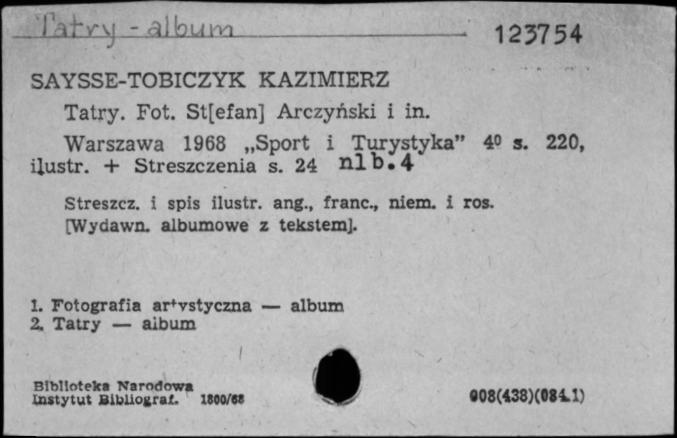 Tatry - album
123754
SAYSSE-TOBICZYK KAZIMIERZ
Tatry. Fot. St[efan] Arczyński i in.
Warszawa 1968 „Sport i Turystyka” 4⁰ s. 220,
ilustr. + Streszczenia s. 24 nlb.4
Streszcz. i spis ilustr. ang., franc., niem. i ros.
[Wydawn. albumowe z tekstem].
1. Fotografia artystyczna — album
2. Tatry — album
Biblioteka Narodowa
Instytut Bibliograf. 1800/68
908(438)(084.1)